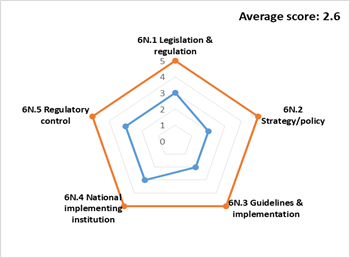 Average score: 2.6
6N.1 Legislation &
regulation
5
4
3
2
1
0
6N.5 Regulatory
control
6N.2
Strategy/policy
6N.4 National
implementing
institution
6N.3 Guidelines &
implementation